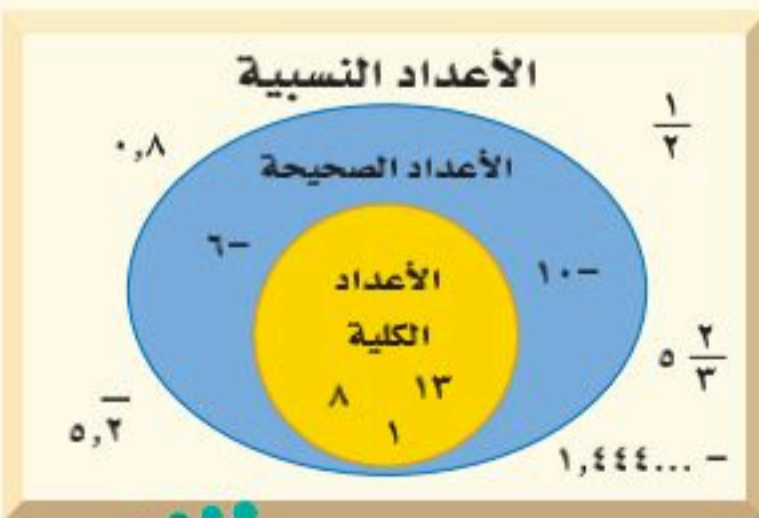 الأعداد النسبية
١/٢
٠,٨
الأعداد الصحيحة
−٦
−١٠
الأعداد
الكلية
١٣
٨
١
٥ ٢/٣
٥,٢̅
− ١,٤٤٤...